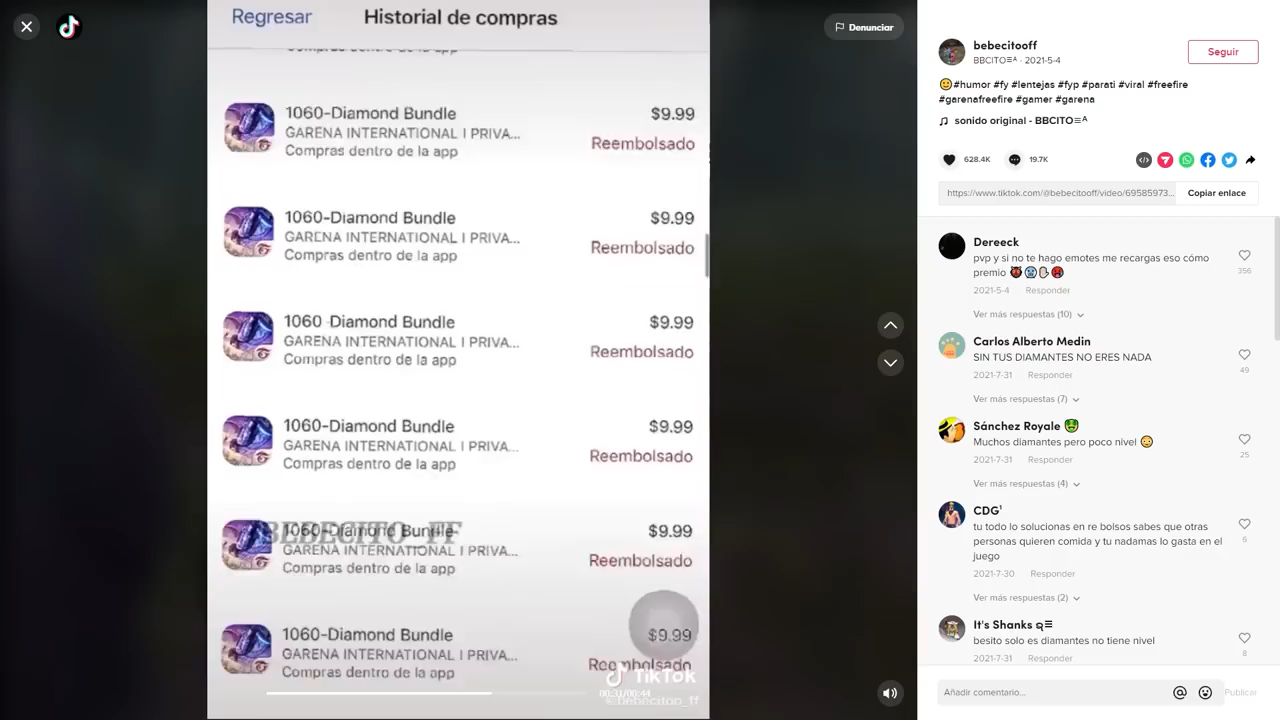 Regresar
Historial de compras
Denunciar
Compras dentro de la app
1060-Diamond Bundle
$9.99
GARENA INTERNATIONAL I PRIVA...
Reembolsado
Compras dentro de la app
1060-Diamond Bundle
$9.99
GARENA INTERNATIONAL I PRIVA...
Reembolsado
Compras dentro de la app
1060-Diamond Bundle
$9.99
GARENA INTERNATIONAL I PRIVA...
Reembolsado
Compras dentro de la app
1060-Diamond Bundle
$9.99
GARENA INTERNATIONAL I PRIVA...
Reembolsado
Compras dentro de la app
BEBECITO_FF
1060-Diamond Bundle
$9.99
GARENA INTERNATIONAL I PRIVA...
Reembolsado
Compras dentro de la app
1060-Diamond Bundle
$9.99
GARENA INTERNATIONAL I PRIVA...
Reembolsado
Compras dentro de la app
TikTok
00:31/00:44
@bebecitoo_ff
bebecitooff
BBCITO≡ᴬ · 2021-5-4
Seguir
#humor #fy #lentejas #fyp #parati #viral #freefire
#garenafreefire #gamer #garena
sonido original - BBCITO≡ᴬ
628.4K
19.7K
https://www.tiktok.com/@bebecitooff/video/69585973...
Copiar enlace
Dereeck
pvp y si no te hago emotes me recargas eso cómo
premio
356
2021-5-4 Responder
Ver más respuestas (10)
Carlos Alberto Medin
SIN TUS DIAMANTES NO ERES NADA
49
2021-7-31 Responder
Ver más respuestas (7)
Sánchez Royale
Muchos diamantes pero poco nivel
25
2021-7-31 Responder
Ver más respuestas (4)
CDG¹
tu todo lo solucionas en re bolsos sabes que otras
personas quieren comida y tu nadamas lo gasta en el
juego
6
2021-7-30 Responder
Ver más respuestas (2)
It's Shanks ຊ☰
besito solo es diamantes no tiene nivel
8
2021-7-31 Responder
Añadir comentario...
Publicar